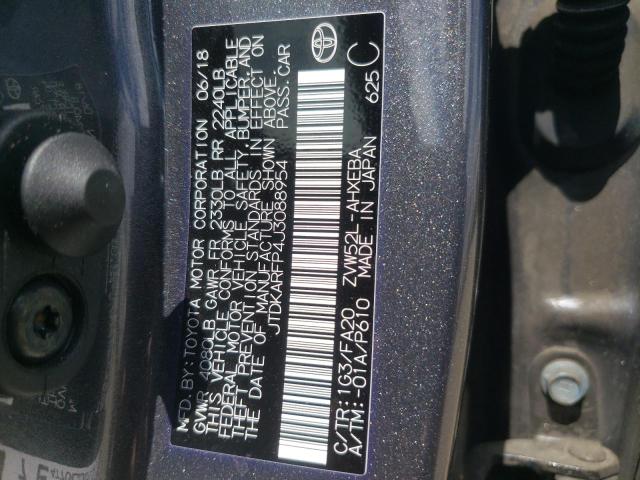 MFD. BY: TOYOTA MOTOR CORPORATION 06/18
GVWR 4080LB GAWR FR 2330LB RR 2240LB
THIS VEHICLE CONFORMS TO ALL APPLICABLE
FEDERAL MOTOR VEHICLE SAFETY, BUMPER, AND
THEFT PREVENTION STANDARDS IN EFFECT ON
THE DATE OF MANUFACTURE SHOWN ABOVE.
JTDKARFP4J3088954 PASS. CAR
C/TR: 1G3/FA20 ZVW52L-AHXEBA
A/TM: -01A/P610 MADE IN JAPAN 625 C